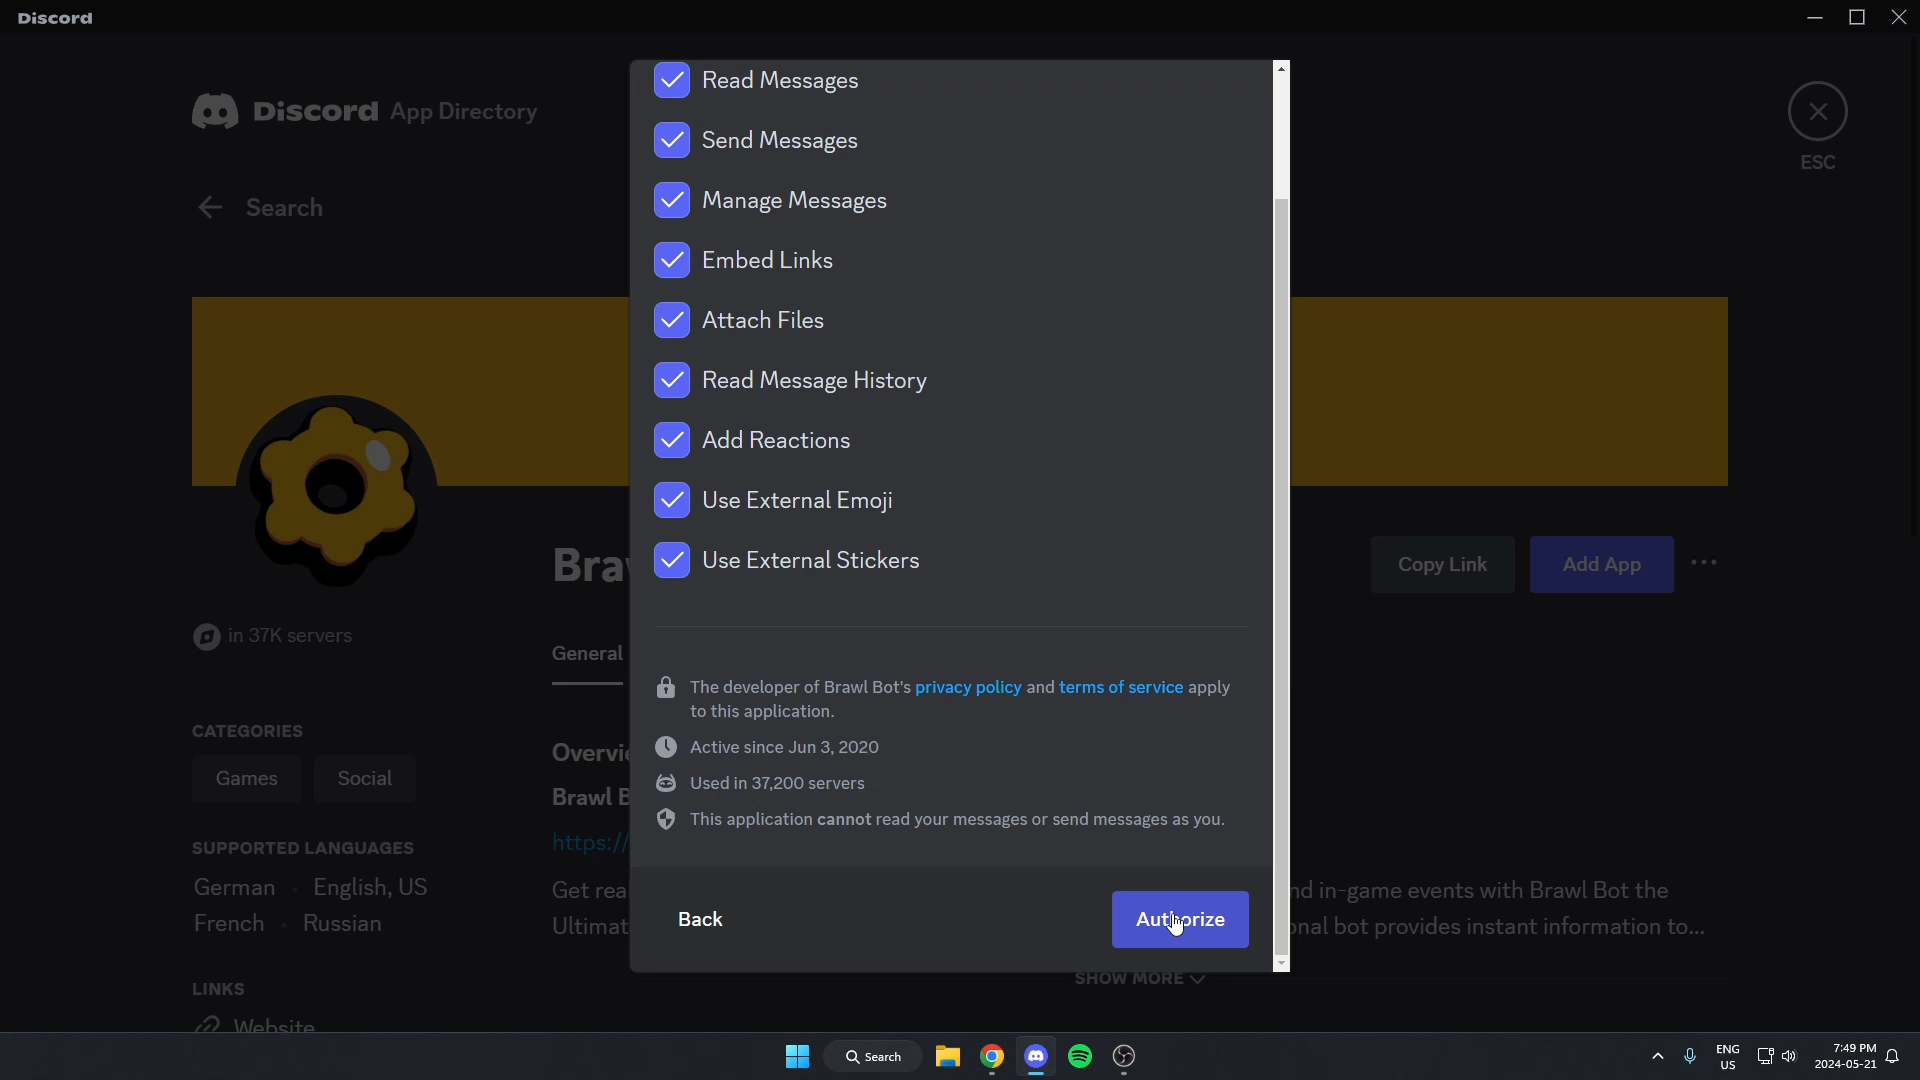 Discord
Discord App Directory
ESC
Search
Read Messages
Send Messages
Manage Messages
Embed Links
Attach Files
Read Message History
Add Reactions
Use External Emoji
Use External Stickers
Copy Link
Add App
in 37K servers
General
CATEGORIES
Games
Social
SUPPORTED LANGUAGES
German · English, US
French · Russian
LINKS
Website
The developer of Brawl Bot's privacy policy and terms of service apply
to this application.
Active since Jun 3, 2020
Used in 37,200 servers
This application cannot read your messages or send messages as you.
Back
Authorize
https://
Get
in-game events with Brawl Bot the
bot provides instant information to...
SHOW MORE
Search
ENG
US
7:49 PM
2024-05-21